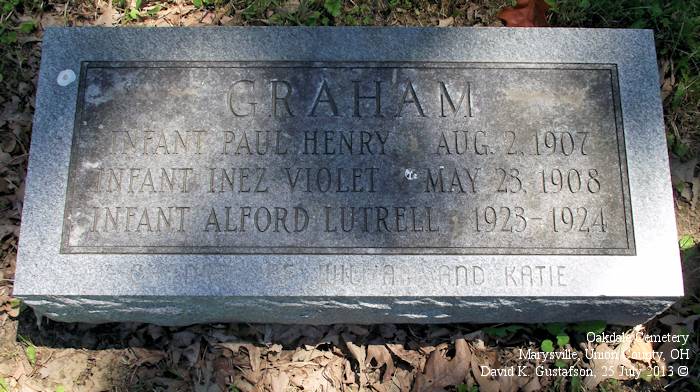 GRAHAM
INFANT PAUL HENRY AUG. 2, 1907
INFANT INEZ VIOLET MAY 23, 1908
INFANT ALFORD LUTRELL 1923-1924
AND KATIE
Oakdale Cemetery
Marysville, Union County, OH
David K. Gustafson, 25 July 2013 ©